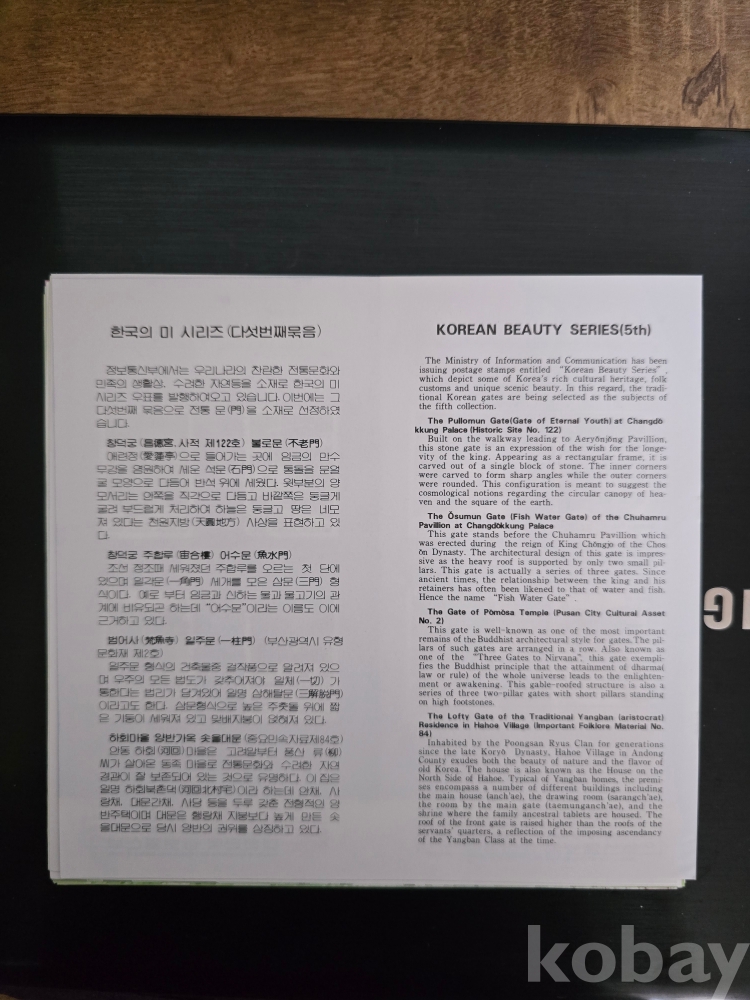 한국의 미 시리즈(다섯번째묶음)
정보통신부에서는 우리나라의 찬란한 전통문화와
민족의 생활상, 수려한 자연등을 소재로 한국의 미
시리즈 우표를 발행하여오고 있습니다. 이번에는 그
다섯번째 묶음으로 전통 문(門)을 소재로 선정하였
습니다.
창덕궁(昌德宮, 사적 제122호) 불로문(不老門)
애련정(愛蓮亭)으로 들어가는 곳에 임금의 만수
무강을 염원하여 세운 석문(石門)으로 통돌을 문얼
굴 모양으로 다듬어 반석 위에 세웠다. 윗부분의 양
모서리는 안쪽을 직각으로 다듬고 바깥쪽은 둥글게
굴려 부드럽게 처리하여 하늘은 둥글고 땅은 네모
져 있다는 천원지방(天圓地方) 사상을 표현하고 있
다.
창덕궁 주합루(宙合樓) 어수문(魚水門)
조선 정조때 세워졌던 주합루를 오르는 첫 단에
있으며 일각문(一角門) 세개를 모은 삼문(三門) 형
식이다. 예로 부터 임금과 신하는 물과 물고기의 관
계에 비유되곤 하는데 "어수문"이라는 이름도 이에
근거하고 있다.
범어사(梵魚寺) 일주문(一柱門) (부산광역시 유형
문화재 제2호)
일주문 형식의 건축물중 걸작품으로 알려져 있으
며 우주의 모든 법도가 갖추어져야 일체(一切)가
통한다는 법리가 담겨있어 일명 삼해탈문(三解脫門)
이라고도 한다. 삼문형식으로 높은 주춧돌 위에 짧
은 기둥이 세워져 있고 맞배지붕이 얹혀져 있다.
하회마을 양반가옥 솟을대문(중요민속자료제84호)
안동 하회(河回)마을은 고려말부터 풍산 류(柳)
씨가 살아온 동족 마을로 전통문화와 수려한 자연
경관이 잘 보존되어 있는 것으로 유명하다. 이 집은
일명 하회북촌댁(河回北村宅)이라 하는데 안채, 사
랑채, 대문간채, 사당 등을 두루 갖춘 전형적인 양
반주택이며 대문은 행랑채 지붕보다 높게 만든 솟
을대문으로 당시 양반의 권위를 상징하고 있다.
KOREAN BEAUTY SERIES(5th)
The Ministry of Information and Communication has been
issuing postage stamps entitled "Korean Beauty Series" ,
which depict some of Korea's rich cultural heritage, folk
customs and unique scenic beauty. In this regard, the tradi-
tional Korean gates are being selected as the subjects of
the fifth collection.
The Pullomun Gate(Gate of Eternal Youth) at Changdŏ
kkung Palace (Historic Site No. 122)
Built on the walkway leading to Aeryŏnjŏng Pavillion,
this stone gate is an expression of the wish for the longe-
vity of the king. Appearing as a rectangular frame, it is
carved out of a single block of stone. The inner corners
were carved to form sharp angles while the outer corners
were rounded. This configuration is meant to suggest the
cosmological notions regarding the circular canopy of hea-
ven and the square of the earth.
The Ŏsumun Gate (Fish Water Gate) of the Chuhamru
Pavillion at Changdŏkkung Palace
This gate stands before the Chuhamru Pavillion which
was erected during the reign of King Chŏngjo of the Chos
ŏn Dynasty. The architectural design of this gate is impres-
sive as the heavy roof is supported by only two small pil-
lars. This gate is actually a series of three gates. Since
ancient times, the relationship between the king and his
retainers has often been likened to that of water and fish.
Hence the name "Fish Water Gate" .
The Gate of Pŏmŏsa Temple (Pusan City Cultural Asset
No. 2)
This gate is well-known as one of the most important
remains of the Buddhist architectural style for gates. The pil-
lars of such gates are arranged in a row. Also known as
one of the "Three Gates to Nirvana", this gate exempli-
fies the Buddhist principle that the attainment of dharma(
law or rule) of the whole universe leads to the enlighten-
ment or awakening. This gable-roofed structure is also a
series of three two-pillar gates with short pillars standing
on high footstones.
The Lofty Gate of the Traditional Yangban (aristocrat)
Residence in Hahoe Village (Important Folklore Material No.
84)
Inhabited by the Poongsan Ryus Clan for generations
since the late Koryŏ Dynasty, Hahoe Village in Andong
County exudes both the beauty of nature and the flavor of
old Korea. The house is also known as the House on the
North Side of Hahoe. Typical of Yangban homes, the premi-
ses encompass a number of different buildings including
the main house (anch'ae), the drawing room (sarangch'ae),
the room by the main gate (taemunganch'ae), and the
shrine where the family ancestral tablets are housed. The
roof of the front gate is raised higher than the roofs of the
servants' quarters, a reflection of the imposing ascendancy
of the Yangban Class at the time.
kobay